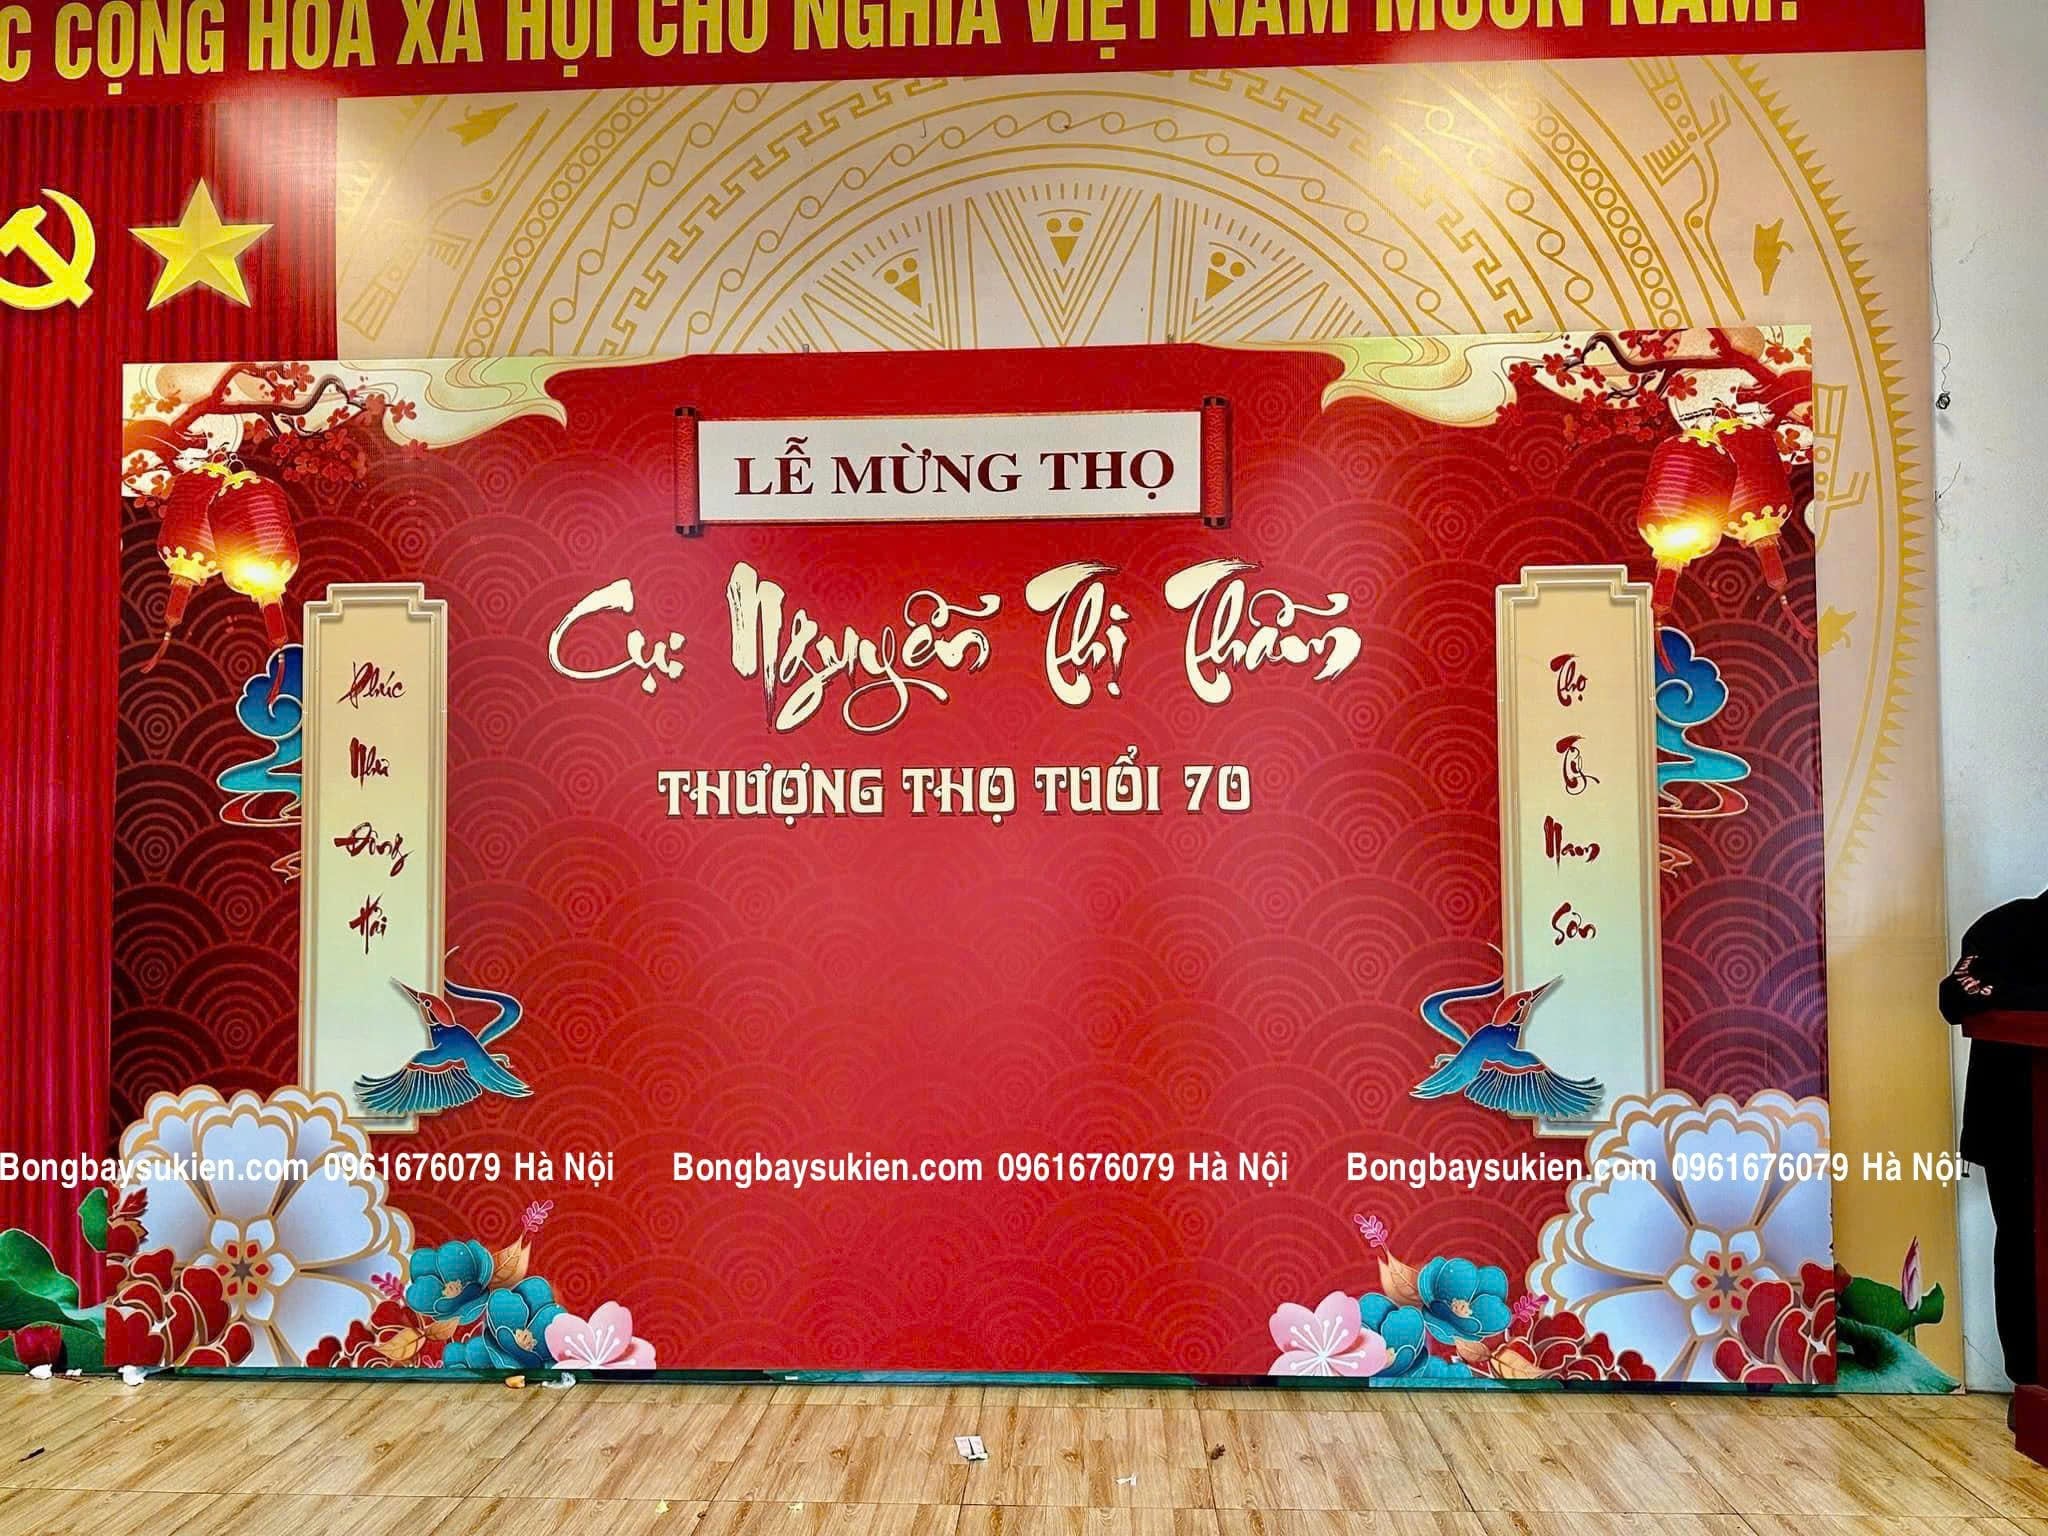 C CỘNG HÒA XÃ HỘI CHỦ NGHĨA VIỆT NAM MUÔN NĂM!
LỄ MỪNG THỌ
Cụ: Nguyễn Thị Thắm
THƯỢNG THỌ TUỔI 70
Phúc
Như
Đông
Hải
Thọ
Tỷ
Nam
Sơn
Bongbaysukien.com 0961676079 Hà Nội
Bongbaysukien.com 0961676079 Hà Nội
Bongbaysukien.com 0961676079 Hà Nội